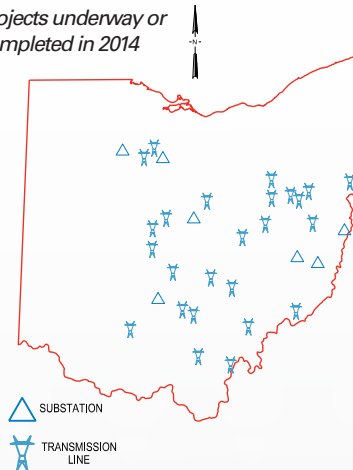 ojects underway or
mpleted in 2014
N
SUBSTATION
TRANSMISSION
LINE